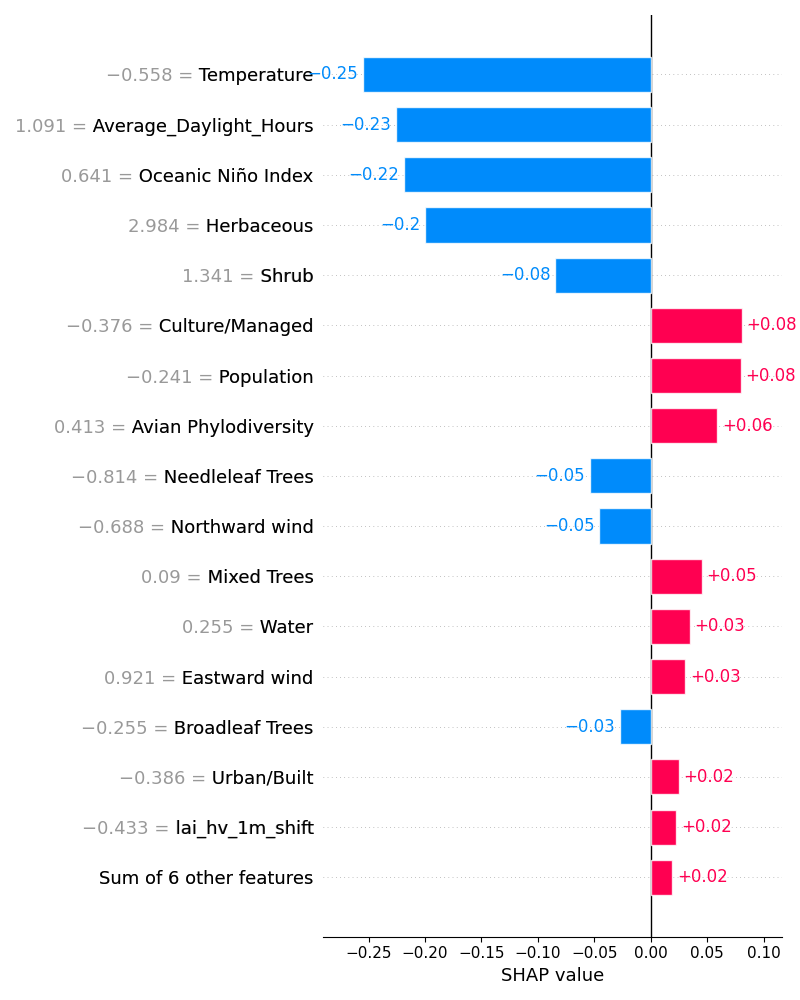 −0.558 = Temperature −0.25
1.091 = Average_Daylight_Hours −0.23
0.641 = Oceanic Niño Index −0.22
2.984 = Herbaceous −0.2
1.341 = Shrub −0.08
−0.376 = Culture/Managed +0.08
−0.241 = Population +0.08
0.413 = Avian Phylodiversity +0.06
−0.814 = Needleleaf Trees −0.05
−0.688 = Northward wind −0.05
0.09 = Mixed Trees +0.05
0.255 = Water +0.03
0.921 = Eastward wind +0.03
−0.255 = Broadleaf Trees −0.03
−0.386 = Urban/Built +0.02
−0.433 = lai_hv_1m_shift +0.02
Sum of 6 other features +0.02
−0.25 −0.20 −0.15 −0.10 −0.05 0.00 0.05 0.10
SHAP value